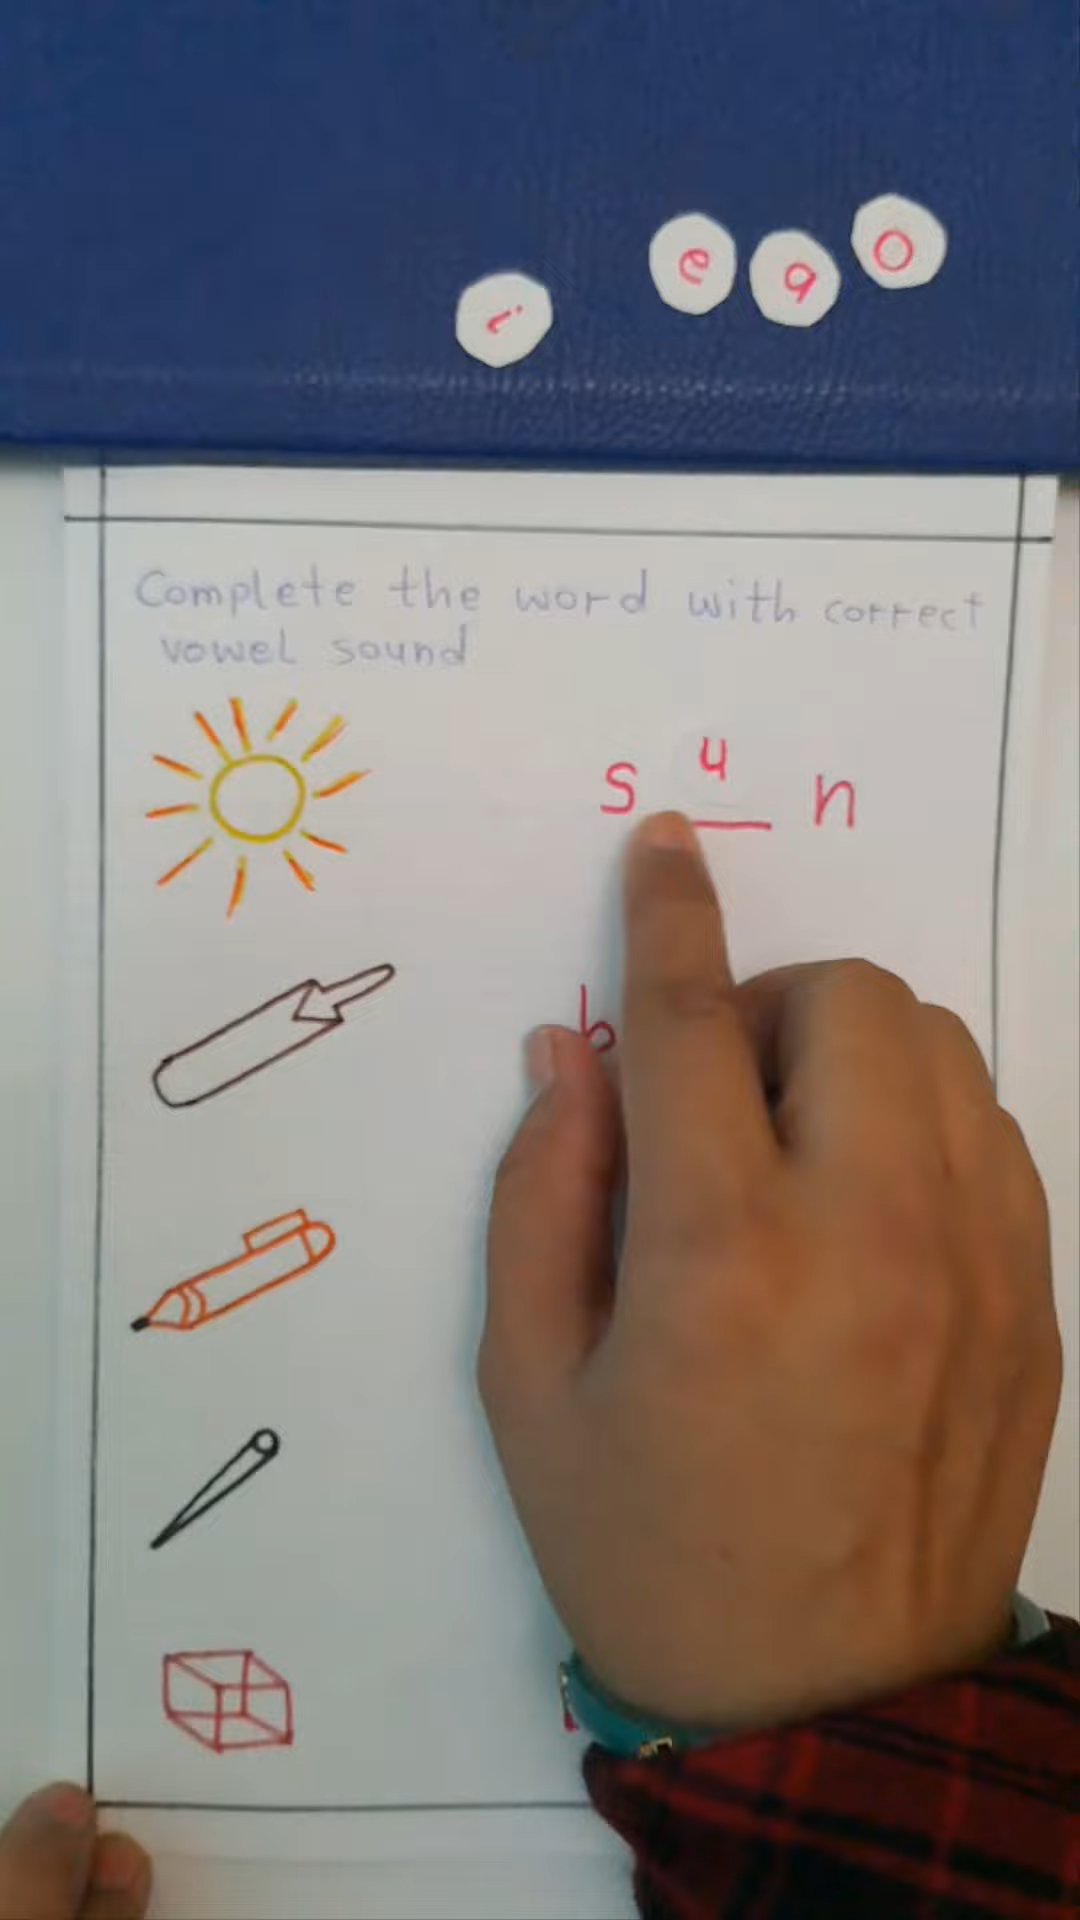 i e a o
Complete the word with correct
vowel sound
s u n
b